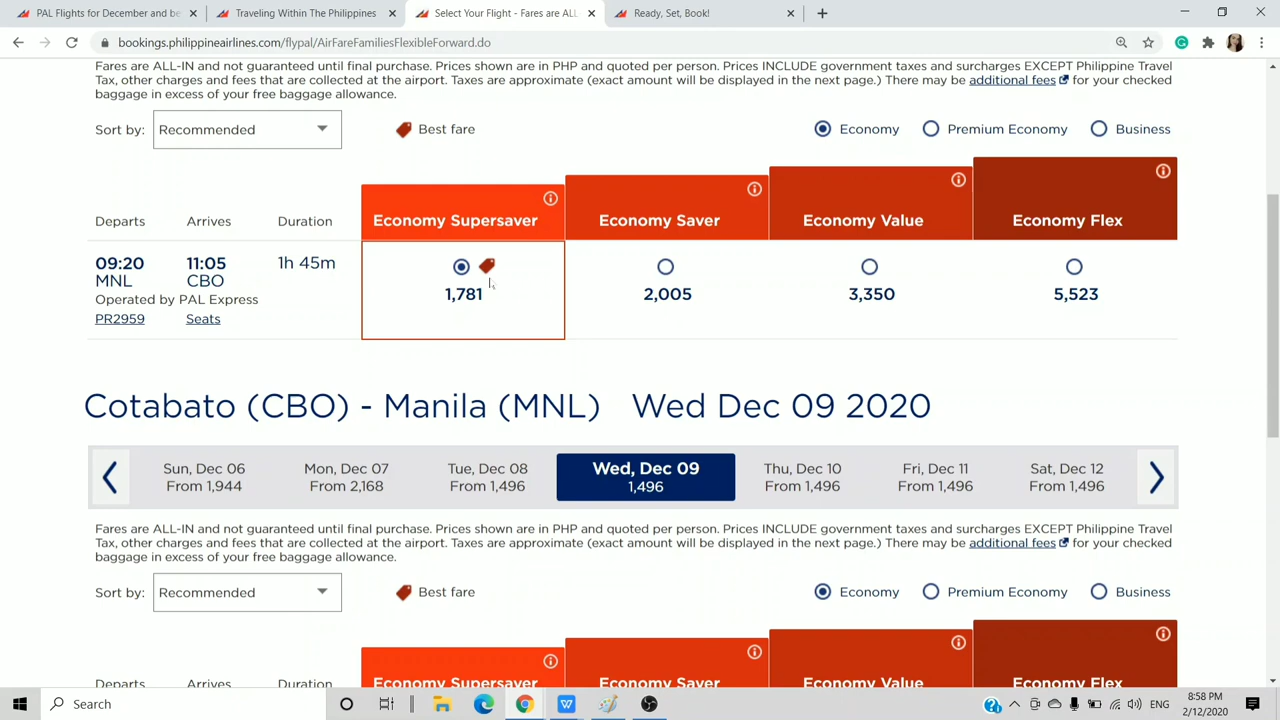 PAL Flights for December and be
Traveling Within The Philippines
Select Your Flight - Fares are ALL
Ready, Set, Book!
bookings.philippineairlines.com/flypal/AirFareFamiliesFlexibleForward.do
Fares are ALL-IN and not guaranteed until final purchase. Prices shown are in PHP and quoted per person. Prices INCLUDE government taxes and surcharges EXCEPT Philippine Travel
Tax, other charges and fees that are collected at the airport. Taxes are approximate (exact amount will be displayed in the next page.) There may be additional fees for your checked
baggage in excess of your free baggage allowance.
Sort by: Recommended Best fare Economy Premium Economy Business
Departs Arrives Duration Economy Supersaver Economy Saver Economy Value Economy Flex
09:20 11:05 1h 45m
MNL CBO
1,781 2,005 3,350 5,523
Operated by PAL Express
PR2959 Seats
Cotabato (CBO) - Manila (MNL) Wed Dec 09 2020
Sun, Dec 06 Mon, Dec 07 Tue, Dec 08 Wed, Dec 09 Thu, Dec 10 Fri, Dec 11 Sat, Dec 12
From 1,944 From 2,168 From 1,496 1,496 From 1,496 From 1,496 From 1,496
Fares are ALL-IN and not guaranteed until final purchase. Prices shown are in PHP and quoted per person. Prices INCLUDE government taxes and surcharges EXCEPT Philippine Travel
Tax, other charges and fees that are collected at the airport. Taxes are approximate (exact amount will be displayed in the next page.) There may be additional fees for your checked
baggage in excess of your free baggage allowance.
Sort by: Recommended Best fare Economy Premium Economy Business
Departs Arrives Duration Economy Supersaver Economy Saver Economy Value Economy Flex
Search
ENG
8:58 PM
2/12/2020